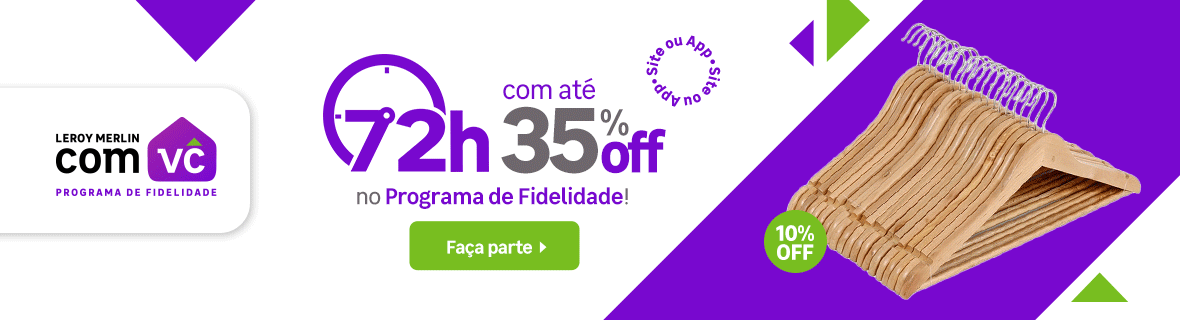 LEROY MERLIN
com vc
PROGRAMA DE FIDELIDADE
72h com até 35% off
no Programa de Fidelidade!
Faça parte
Site ou App • Site ou App •
10%
OFF